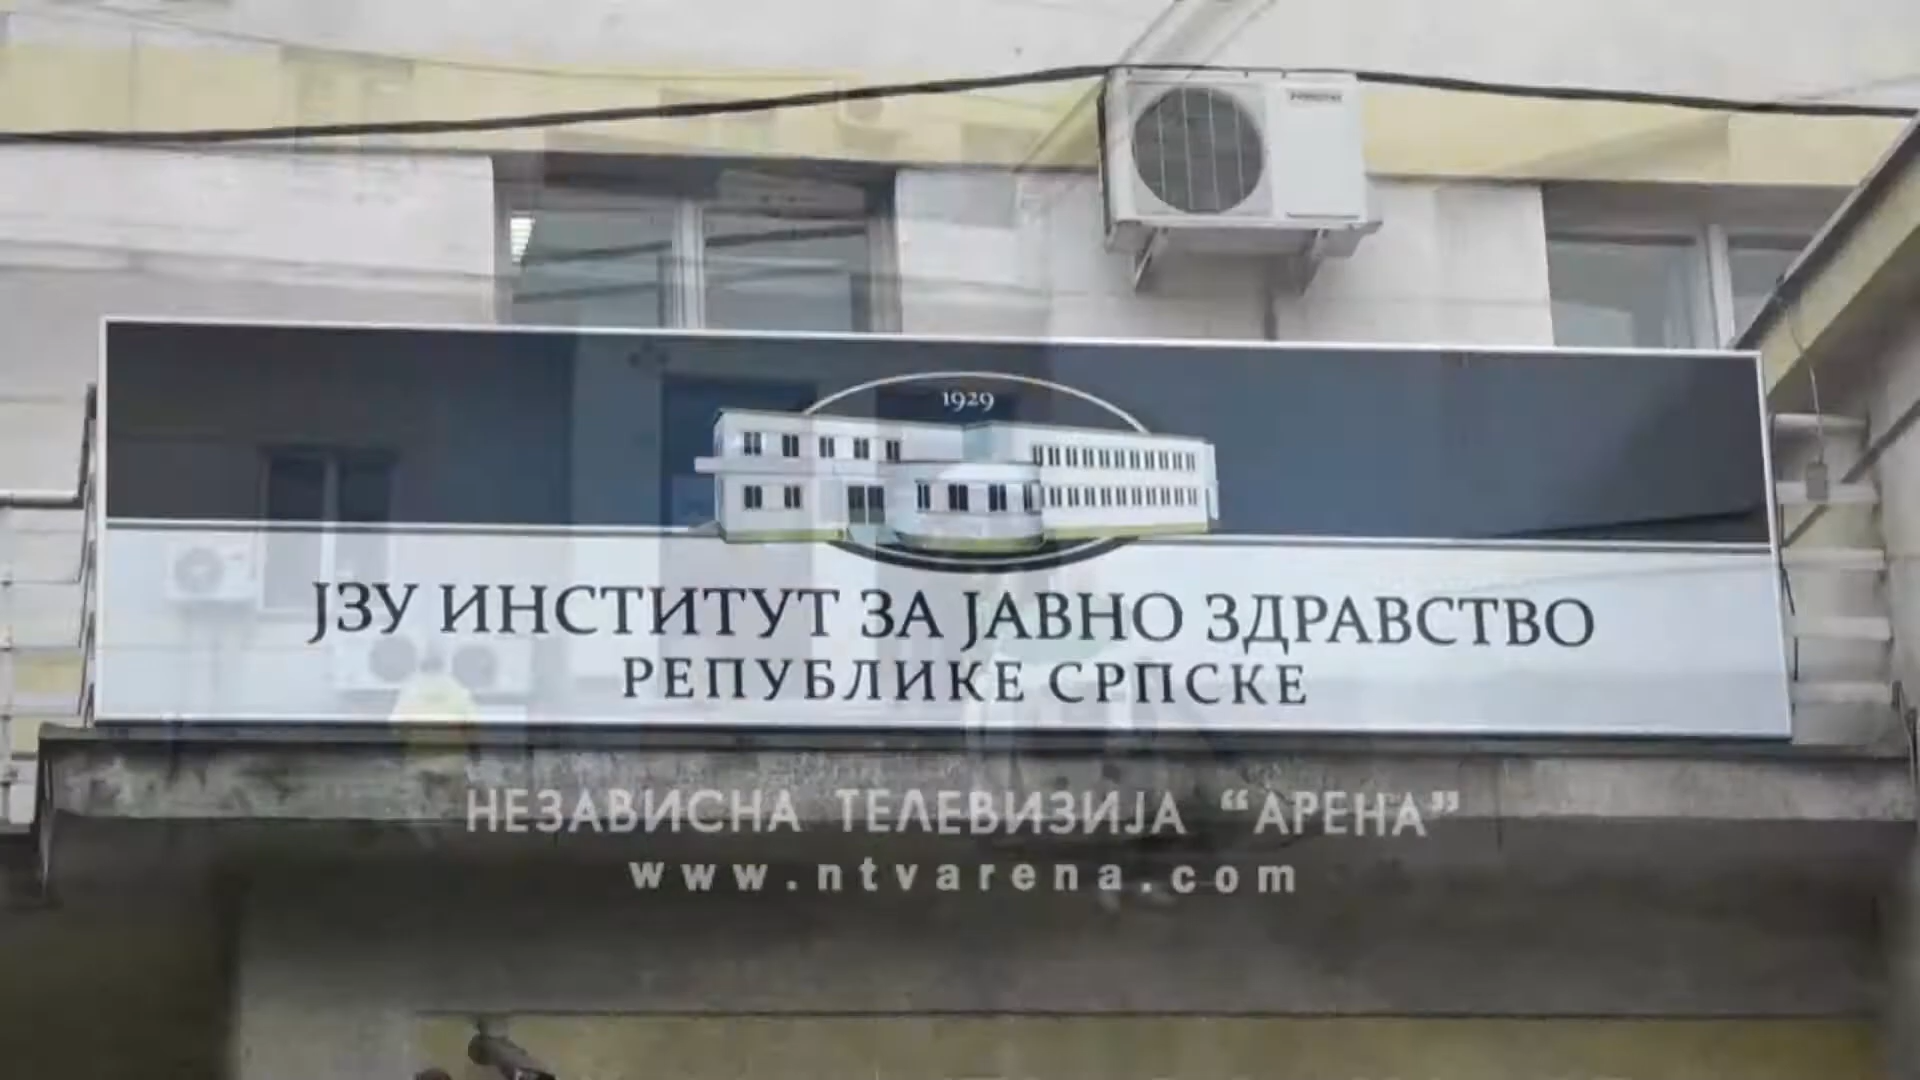 1929
ЈЗУ ИНСТИТУТ ЗА ЈАВНО ЗДРАВСТВО
РЕПУБЛИКЕ СРПСКЕ
НЕЗАВИСНА ТЕЛЕВИЗИЈА “АРЕНА”
www.ntvarena.com